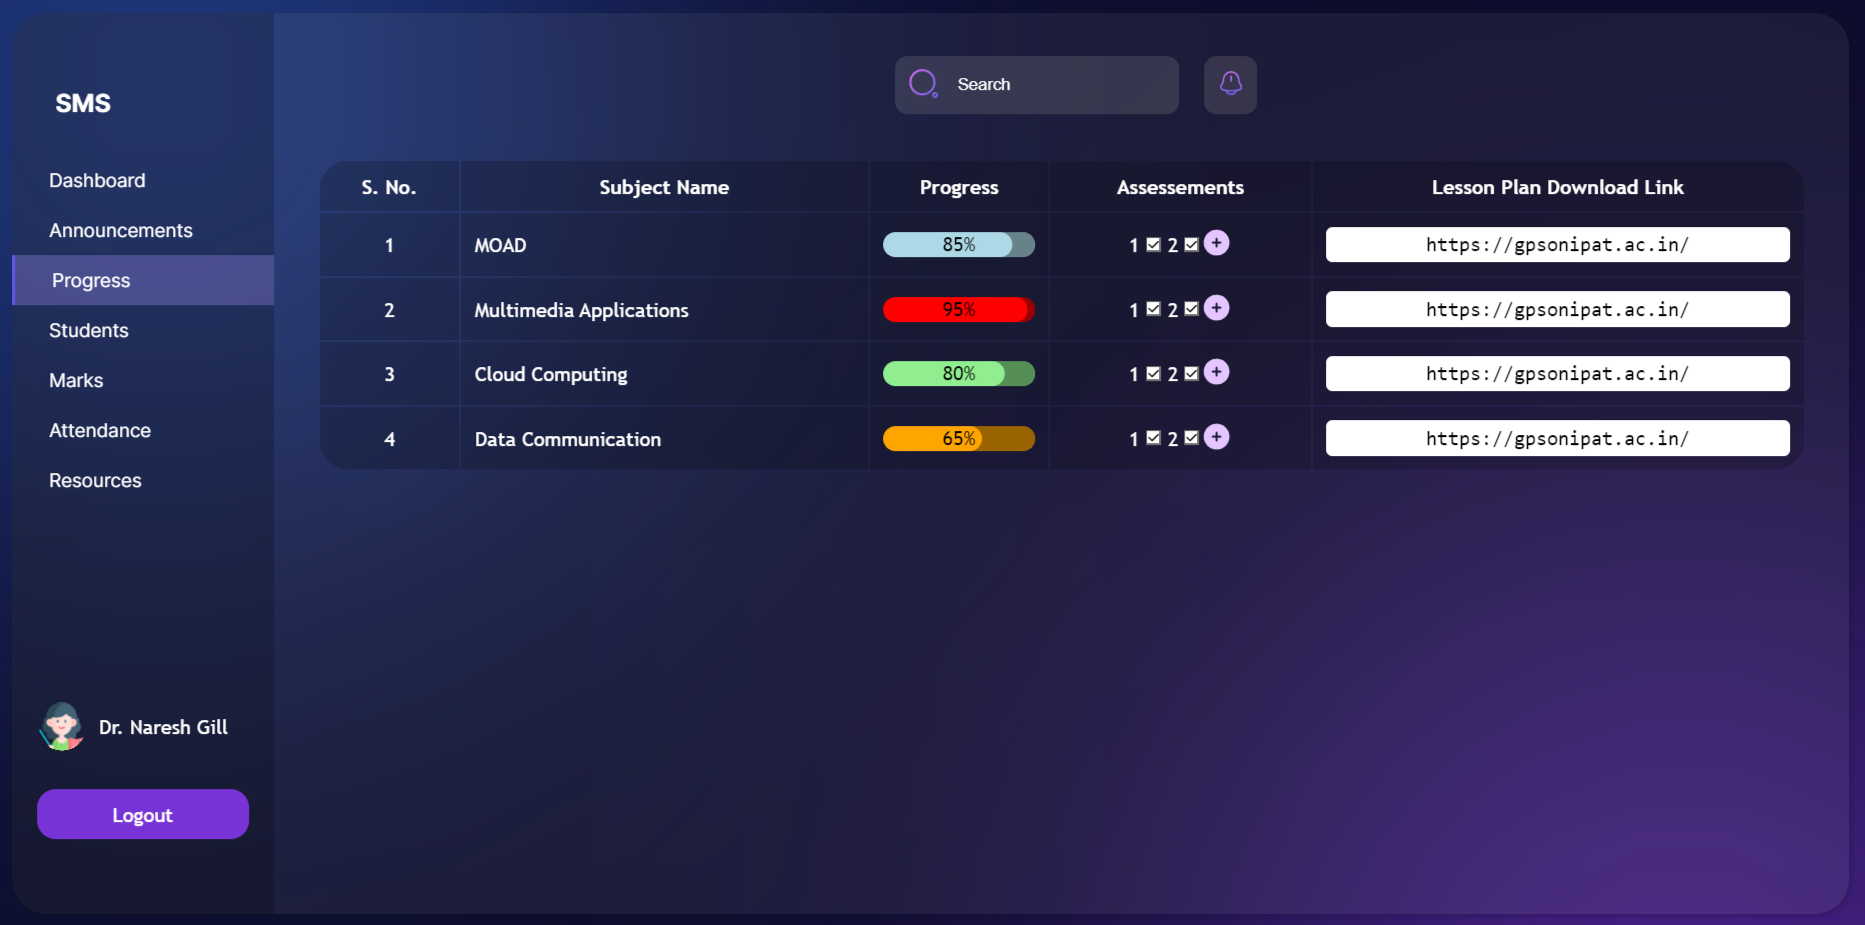 SMS
Dashboard
Announcements
Progress
Students
Marks
Attendance
Resources
Dr. Naresh Gill
Logout
Search
S. No. Subject Name Progress Assessements Lesson Plan Download Link
1 MOAD 85% 1 2 + https://gpsonipat.ac.in/
2 Multimedia Applications 95% 1 2 + https://gpsonipat.ac.in/
3 Cloud Computing 80% 1 2 + https://gpsonipat.ac.in/
4 Data Communication 65% 1 2 + https://gpsonipat.ac.in/